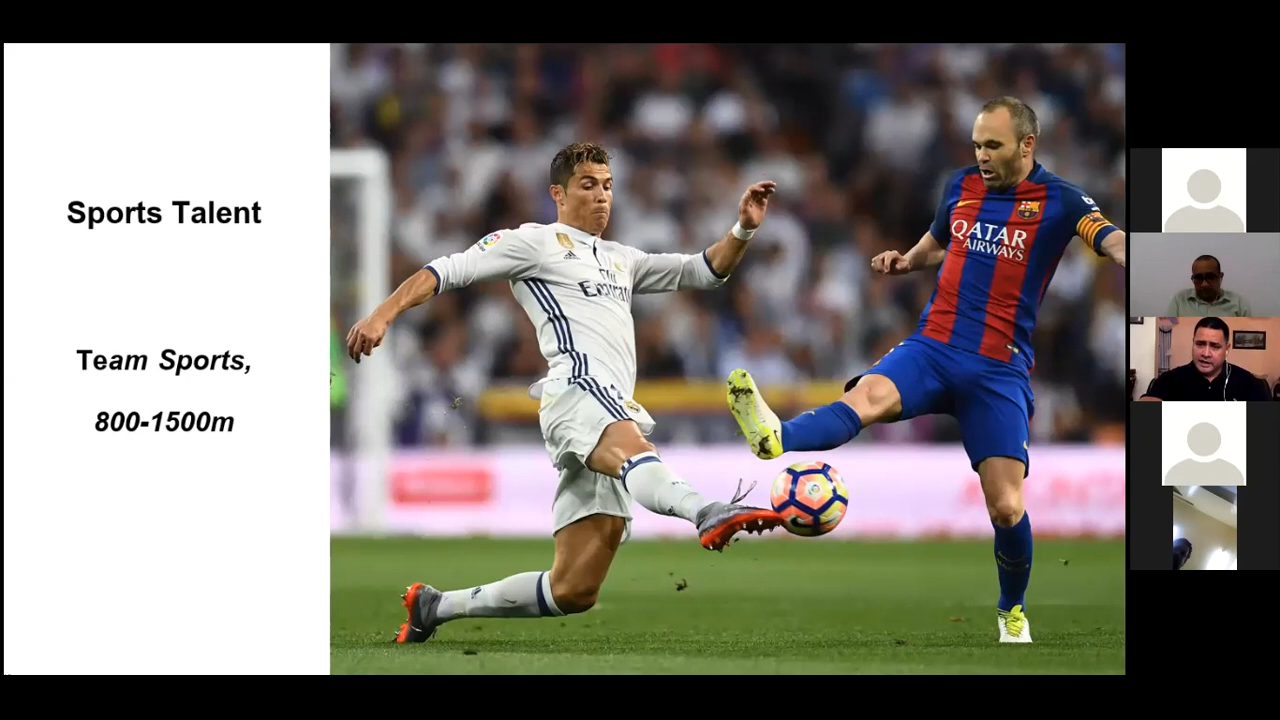 Sports Talent
Team Sports,
800-1500m
Fly
Emirates
QATAR
AIRWAYS